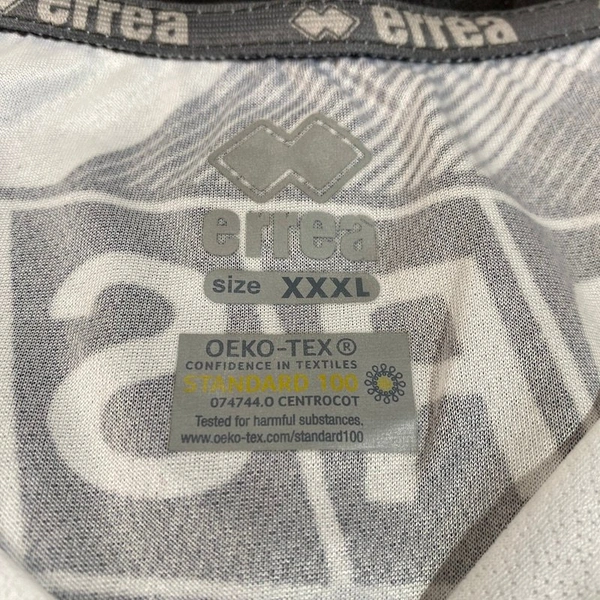 errea errea
errea
size XXXL
OEKO-TEX®
CONFIDENCE IN TEXTILES
STANDARD 100
074744.0 CENTROCOT
Tested for harmful substances.
www.oeko-tex.com/standard100